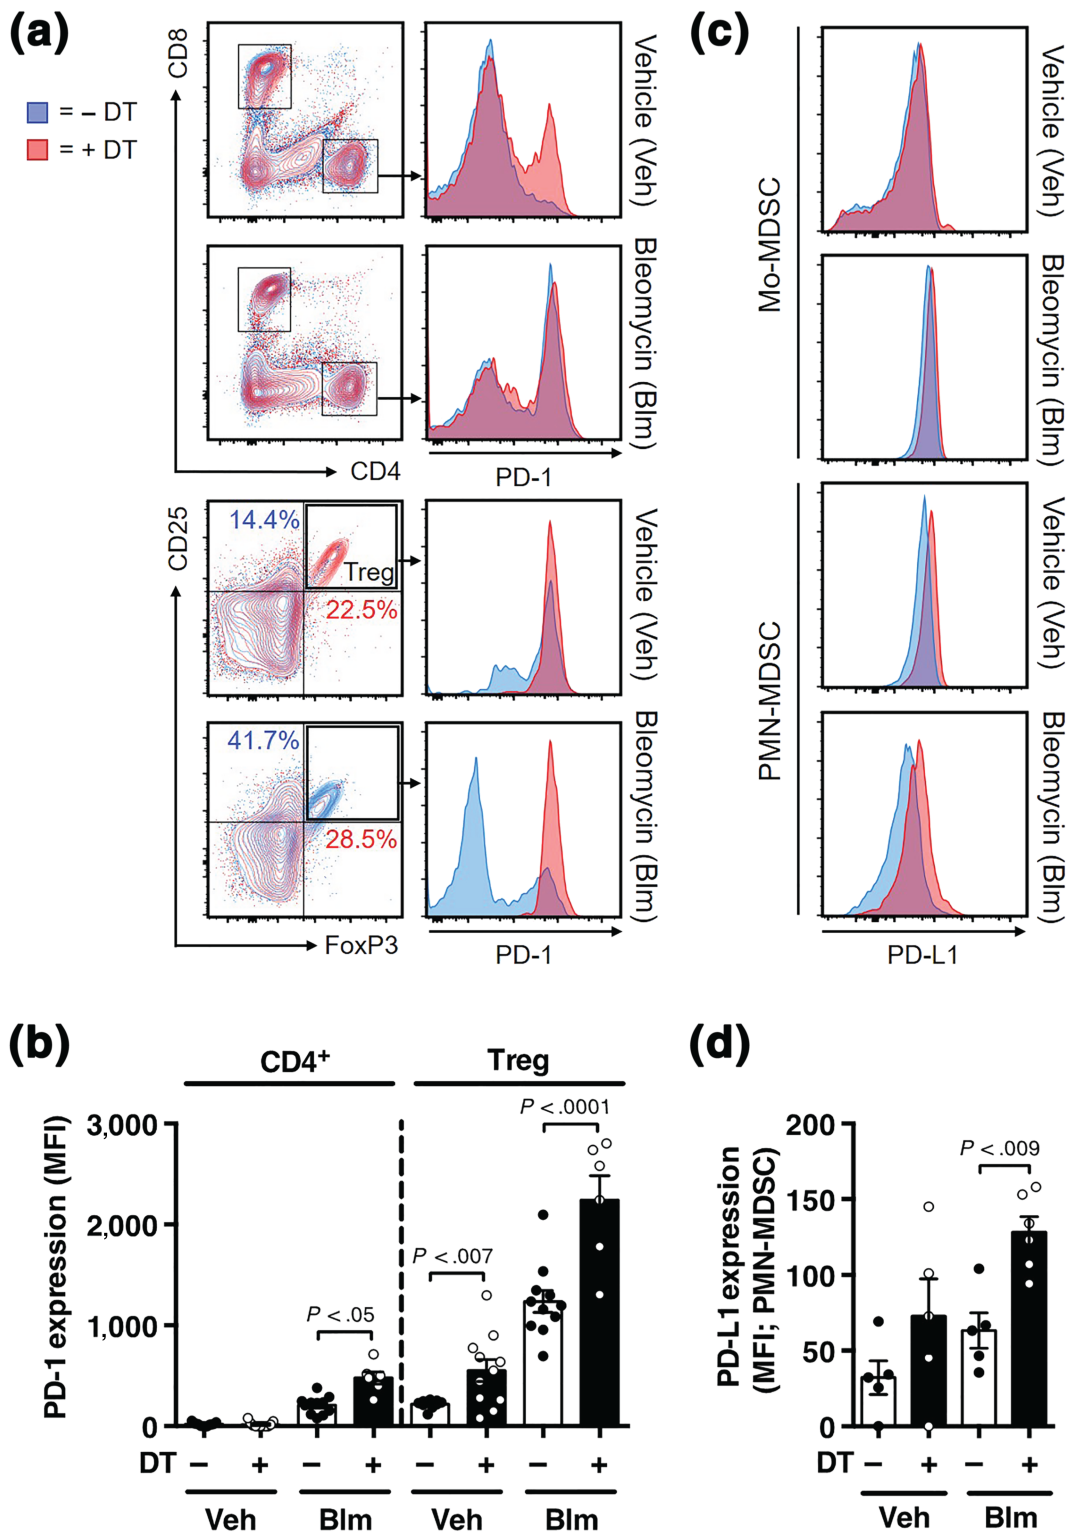 (a)
= – DT
= + DT
CD8
CD4
PD-1
Vehicle (Veh)
Bleomycin (Blm)
CD25
14.4%
Treg
22.5%
41.7%
28.5%
FoxP3
PD-1
Vehicle (Veh)
Bleomycin (Blm)
(c)
Mo-MDSC
Vehicle (Veh)
Bleomycin (Blm)
PMN-MDSC
Vehicle (Veh)
Bleomycin (Blm)
PD-L1
(b)
CD4+
Treg
PD-1 expression (MFI)
3,000
2,000
1,000
0
P < .05
P < .007
P < .0001
DT – + – + – + – +
Veh Blm Veh Blm
(d)
PD-L1 expression
(MFI; PMN-MDSC)
200
150
100
50
0
P < .009
DT – + – +
Veh Blm